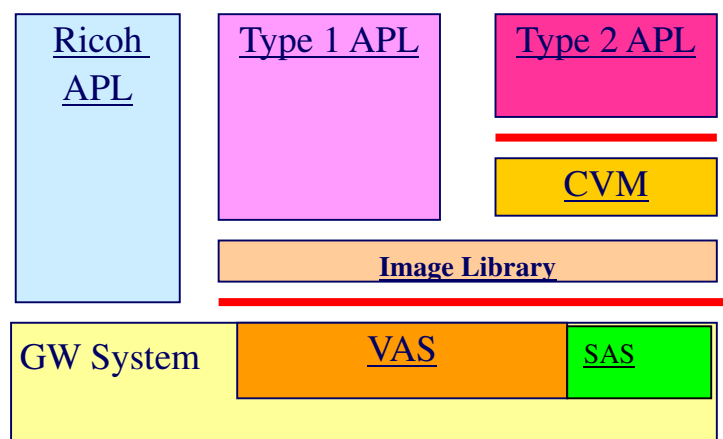 Ricoh
APL
Type 1 APL
Type 2 APL
CVM
Image Library
GW System
VAS
SAS